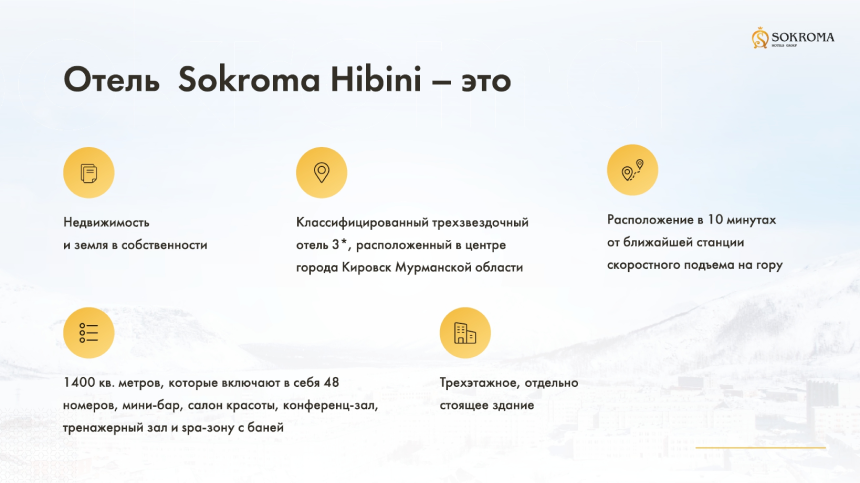 SOKROMA
HOTELS GROUP
Отель Sokroma Hibini – это
Недвижимость
и земля в собственности
Классифицированный трехзвездочный
отель 3*, расположенный в центре
города Кировск Мурманской области
Расположение в 10 минутах
от ближайшей станции
скоростного подъема на гору
1400 кв. метров, которые включают в себя 48
номеров, мини-бар, салон красоты, конференц-зал,
тренажерный зал и spa-зону с баней
Трехэтажное, отдельно
стоящее здание